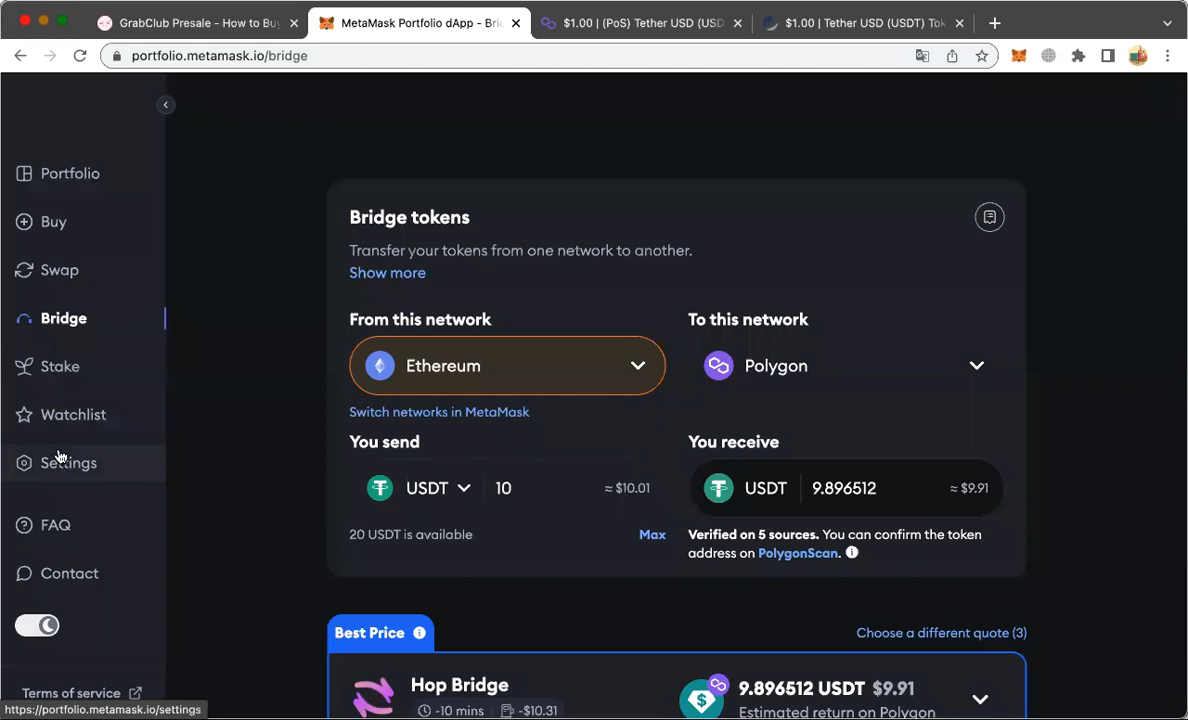 GrabClub Presale - How to Bu
MetaMask Portfolio dApp - Bri
$1.00 | (PoS) Tether USD (USD
$1.00 | Tether USD (USDT) Tok
portfolio.metamask.io/bridge
Portfolio
Buy
Swap
Bridge
Stake
Watchlist
Settings
FAQ
Contact
Terms of service
https://portfolio.metamask.io/settings
Bridge tokens
Transfer your tokens from one network to another.
Show more
From this network
To this network
Ethereum
Polygon
Switch networks in MetaMask
You send
You receive
USDT 10 ≈ $10.01
USDT 9.896512 ≈ $9.91
20 USDT is available Max
Verified on 5 sources. You can confirm the token
address on PolygonScan.
Best Price
Choose a different quote (3)
Hop Bridge
~10 mins ~$10.31
9.896512 USDT $9.91
Estimated return on Polygon